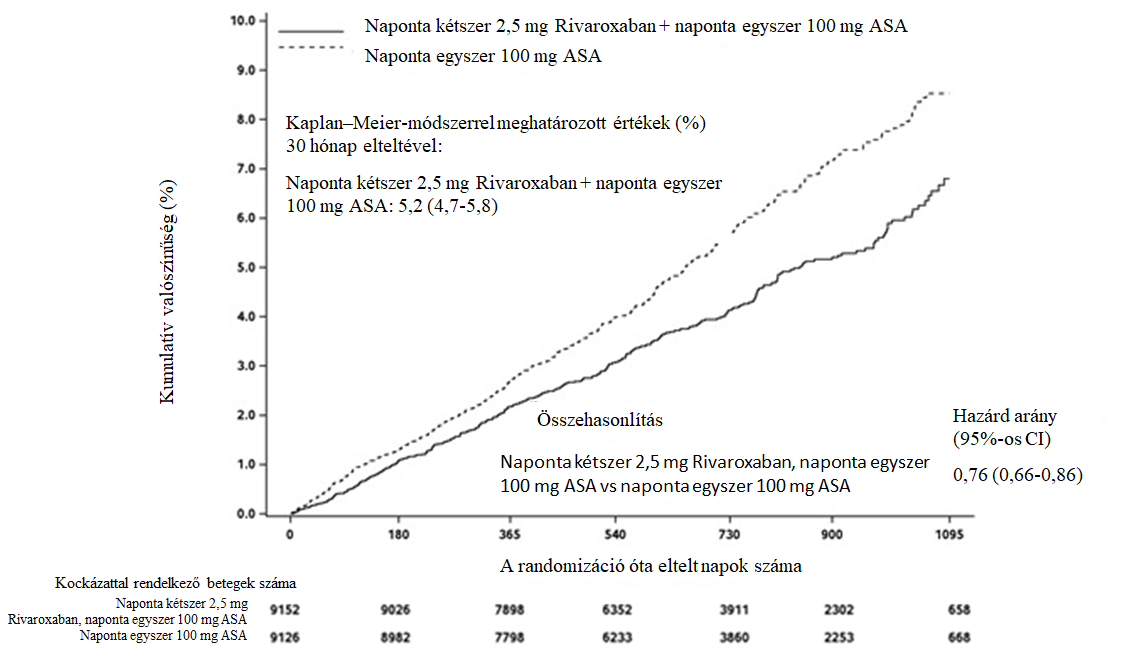 10.0
9.0
8.0
7.0
6.0
5.0
4.0
3.0
2.0
1.0
0.0
Kumulatív valószínűség (%)
Naponta kétszer 2,5 mg Rivaroxaban + naponta egyszer 100 mg ASA
Naponta egyszer 100 mg ASA
Kaplan–Meier-módszerrel meghatározott értékek (%)
30 hónap elteltével:
Naponta kétszer 2,5 mg Rivaroxaban + naponta egyszer
100 mg ASA: 5,2 (4,7-5,8)
Összehasonlítás
Naponta kétszer 2,5 mg Rivaroxaban, naponta egyszer
100 mg ASA vs naponta egyszer 100 mg ASA
Hazárd arány
(95%-os CI)
0,76 (0,66-0,86)
0 180 365 540 730 900 1095
A randomizáció óta eltelt napok száma
Kockázattal rendelkező betegek száma
Naponta kétszer 2,5 mg
Rivaroxaban, naponta egyszer 100 mg ASA
9152 9026 7898 6352 3911 2302 658
Naponta egyszer 100 mg ASA
9126 8982 7798 6233 3860 2253 668